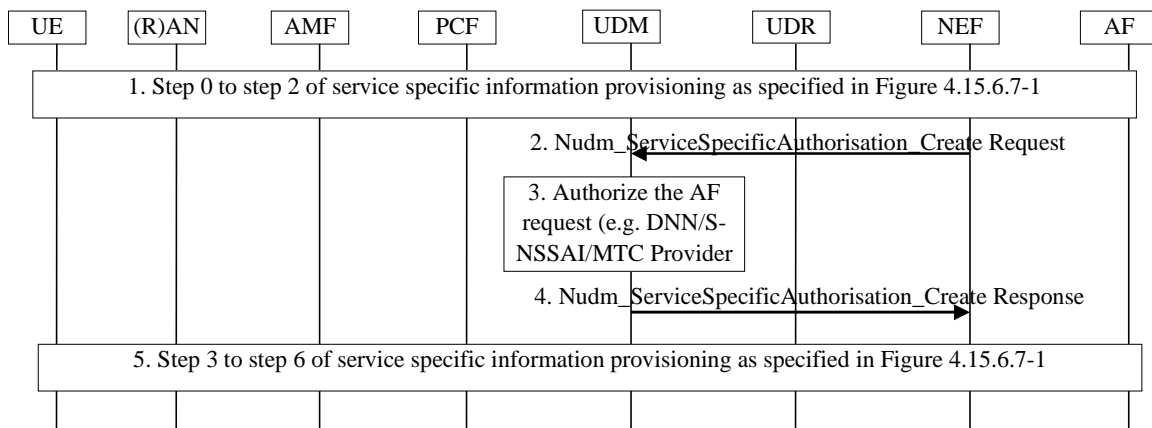 UE (R)AN AMF PCF UDM UDR NEF AF
1. Step 0 to step 2 of service specific information provisioning as specified in Figure 4.15.6.7-1
2. Nudm_ServiceSpecificAuthorisation_Create Request
3. Authorize the AF
request (e.g. DNN/S-
NSSAI/MTC Provider
4. Nudm_ServiceSpecificAuthorisation_Create Response
5. Step 3 to step 6 of service specific information provisioning as specified in Figure 4.15.6.7-1